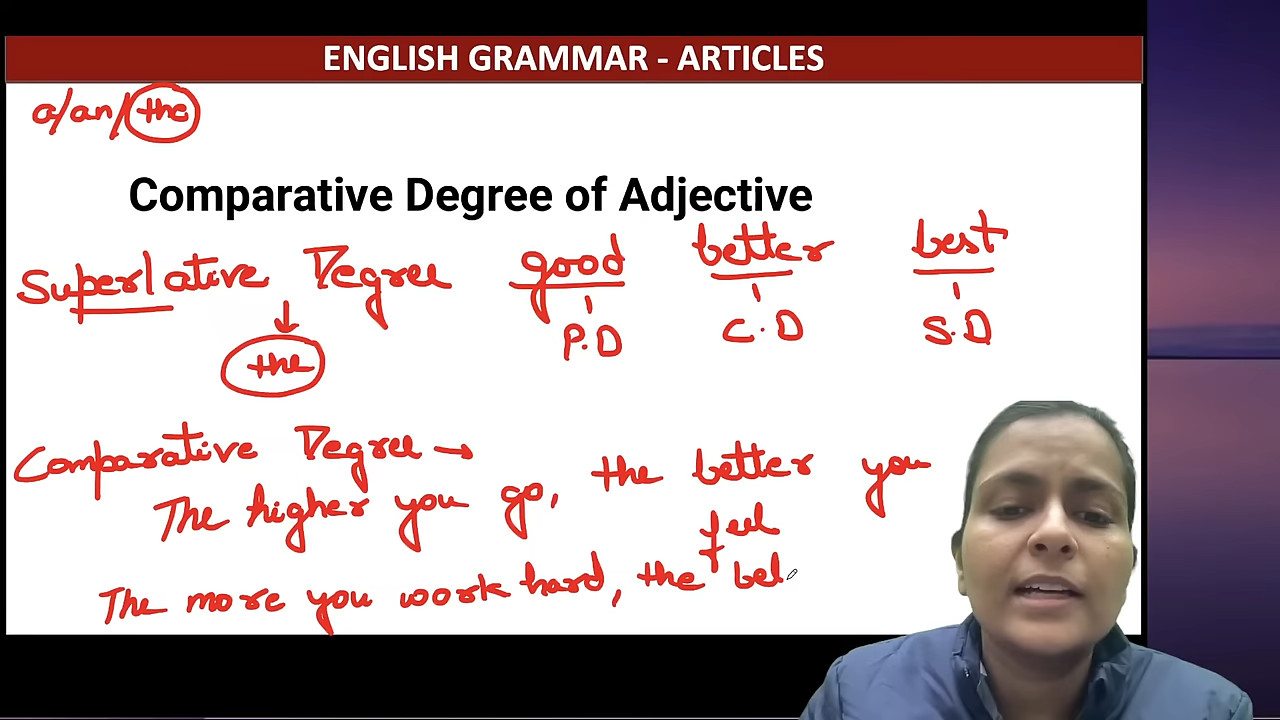 ENGLISH GRAMMAR - ARTICLES
a/an/the
Comparative Degree of Adjective
Superlative Degree good better best
P.D C.D S.D
the
Comparative Degree → the better you
The higher you go,
feel
The more you work hard, the